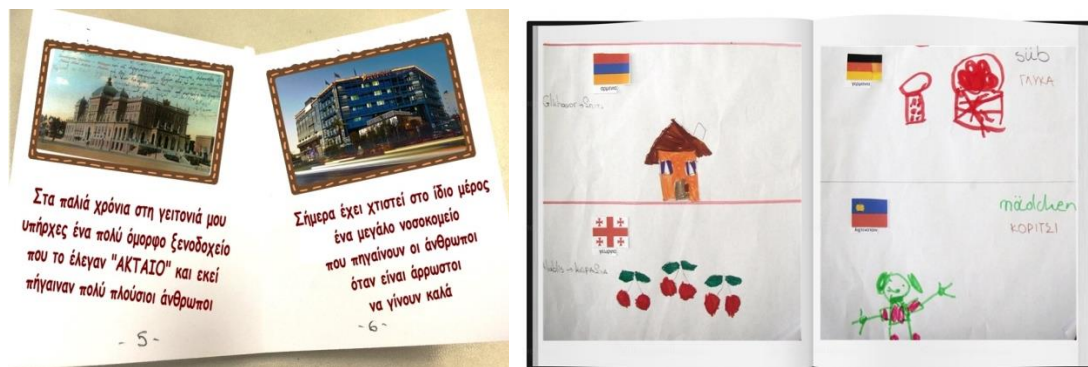 Στα παλιά χρόνια στη γειτονιά μου
υπήρχες ένα πολύ όμορφο ξενοδοχείο
που το έλεγαν "ΑΚΤΑΙΟ" και εκεί
πήγαιναν πολύ πλούσιοι άνθρωποι
- 5 -
Σήμερα έχει χτιστεί στο ίδιο μέρος
ένα μεγάλο νοσοκομείο
που πηγαίνουν οι άνθρωποι
όταν είναι άρρωστοι
να γίνουν καλά
- 6 -
süb
ΓΛΥΚΑ
mädchen
ΚΟΡΙΤΣΙ